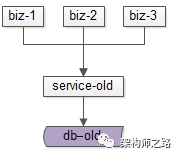 biz-1
biz-2
biz-3
service-old
db-old
架构师之路